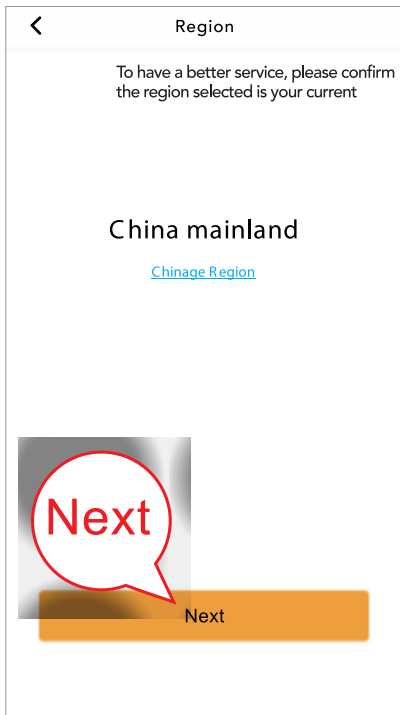 Region
To have a better service, please confirm
the region selected is your current
China mainland
Chinage Region
Next
Next